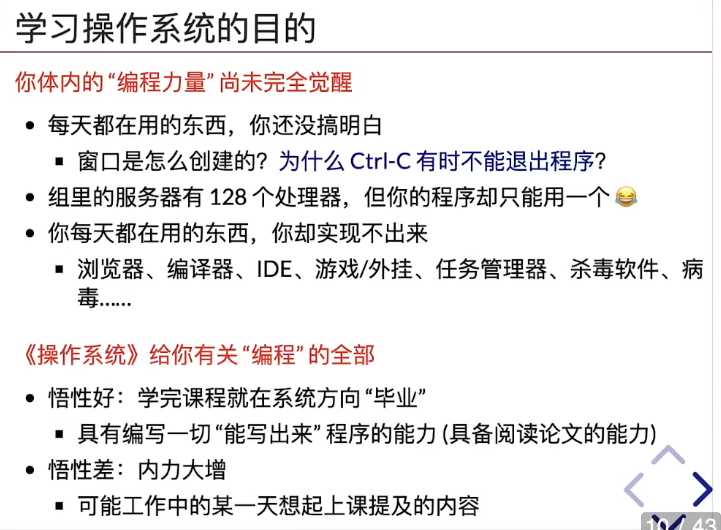 学习操作系统的目的
你体内的“编程力量”尚未完全觉醒
• 每天都在用的东西，你还没搞明白
▪ 窗口是怎么创建的？为什么 Ctrl-C 有时不能退出程序？
• 组里的服务器有 128 个处理器，但你的程序却只能用一个 😂
• 你每天都在用的东西，你却实现不出来
▪ 浏览器、编译器、IDE、游戏/外挂、任务管理器、杀毒软件、病
毒……
《操作系统》给你有关“编程”的全部
• 悟性好：学完课程就在系统方向“毕业”
▪ 具有编写一切“能写出来”程序的能力 (具备阅读论文的能力)
• 悟性差：内力大增
▪ 可能工作中的某一天想起上课提及的内容
10 / 43